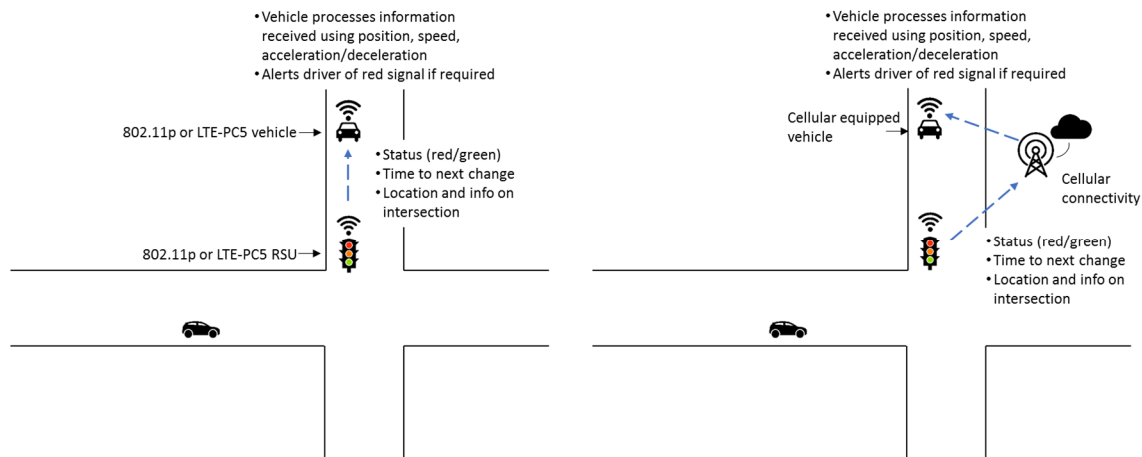 • Vehicle processes information
received using position, speed,
acceleration/deceleration
• Alerts driver of red signal if required
802.11p or LTE-PC5 vehicle
• Status (red/green)
• Time to next change
• Location and info on
intersection
802.11p or LTE-PC5 RSU
• Vehicle processes information
received using position, speed,
acceleration/deceleration
• Alerts driver of red signal if required
Cellular equipped
vehicle
Cellular
connectivity
• Status (red/green)
• Time to next change
• Location and info on
intersection